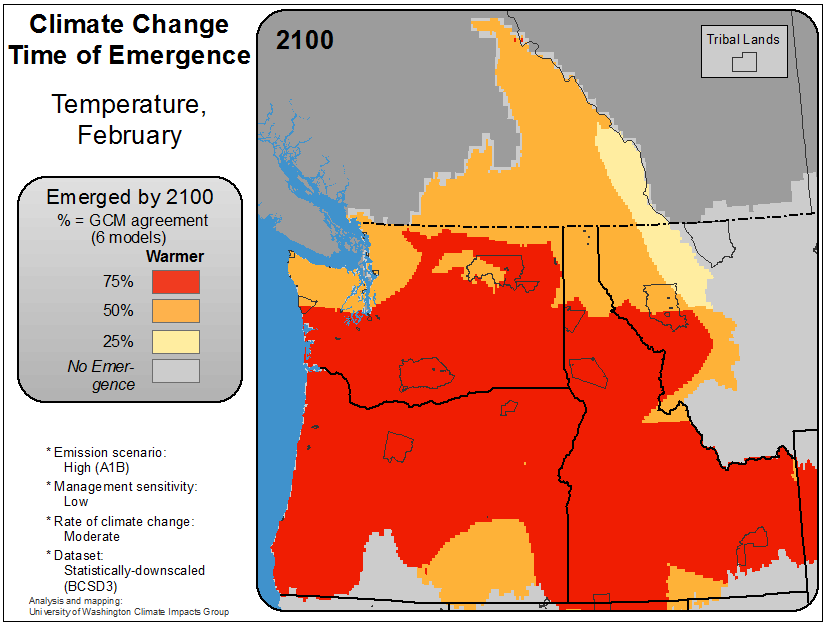 Climate Change
Time of Emergence
Temperature,
February
Emerged by 2100
% = GCM agreement
(6 models)
Warmer
75%
50%
25%
No Emer-
gence
* Emission scenario:
High (A1B)
* Management sensitivity:
Low
* Rate of climate change:
Moderate
* Dataset:
Statistically-downscaled
(BCSD3)
Analysis and mapping:
University of Washington Climate Impacts Group
2100
Tribal Lands